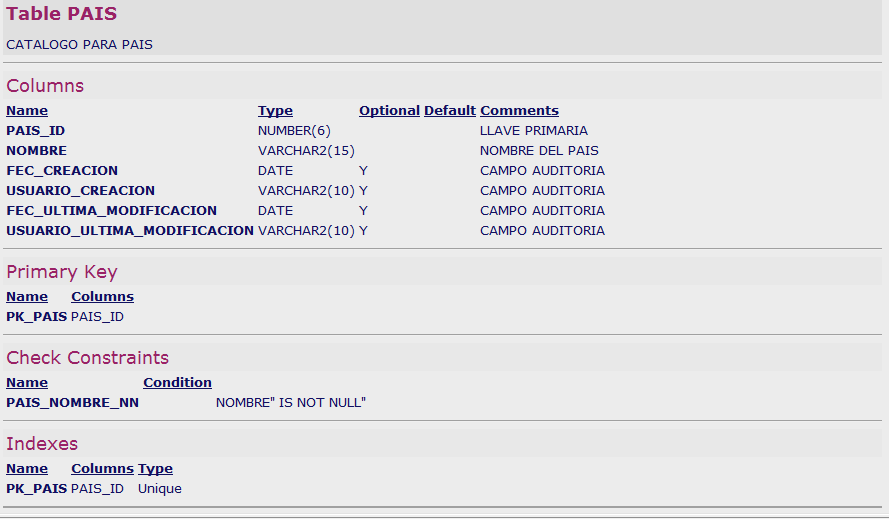 Table PAIS
CATALOGO PARA PAIS
Columns
Name Type Optional Default Comments
PAIS_ID NUMBER(6) LLAVE PRIMARIA
NOMBRE VARCHAR2(15) NOMBRE DEL PAIS
FEC_CREACION DATE Y CAMPO AUDITORIA
USUARIO_CREACION VARCHAR2(10) Y CAMPO AUDITORIA
FEC_ULTIMA_MODIFICACION DATE Y CAMPO AUDITORIA
USUARIO_ULTIMA_MODIFICACION VARCHAR2(10) Y CAMPO AUDITORIA
Primary Key
Name Columns
PK_PAIS PAIS_ID
Check Constraints
Name Condition
PAIS_NOMBRE_NN NOMBRE" IS NOT NULL"
Indexes
Name Columns Type
PK_PAIS PAIS_ID Unique